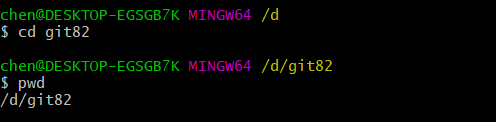 chen@DESKTOP-EGSGB7K MINGW64 /d
$ cd git82
chen@DESKTOP-EGSGB7K MINGW64 /d/git82
$ pwd
/d/git82